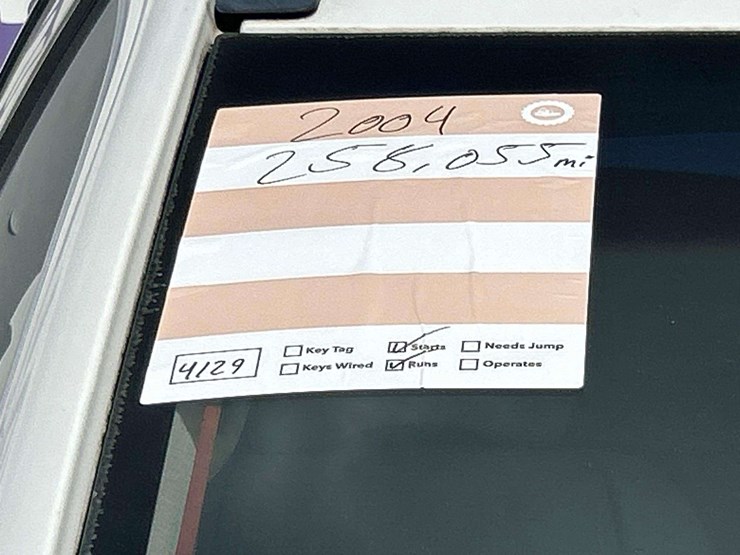 2004
258,055 mi
Key Tag Starts Needs Jump
4129 Keys Wired Runs Operates